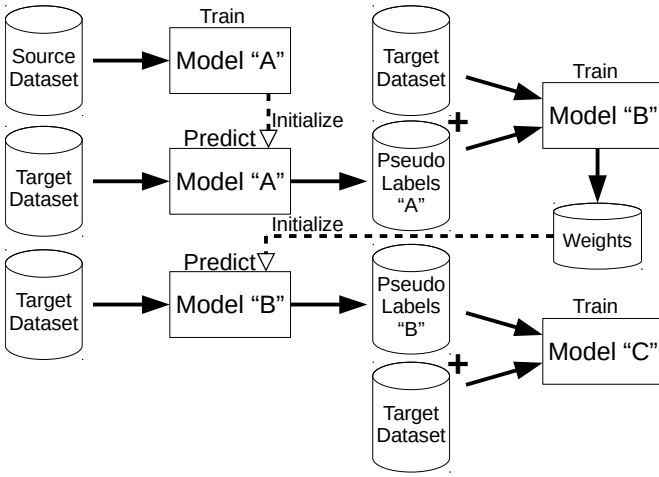 Train
Source
Dataset
Model “A”
Target
Dataset
Train
Model “B”
Initialize
Predict
+
Target
Dataset
Model “A”
Pseudo
Labels
“A”
Initialize
Weights
Predict
Target
Dataset
Model “B”
Pseudo
Labels
“B”
Train
Model “C”
+
Target
Dataset